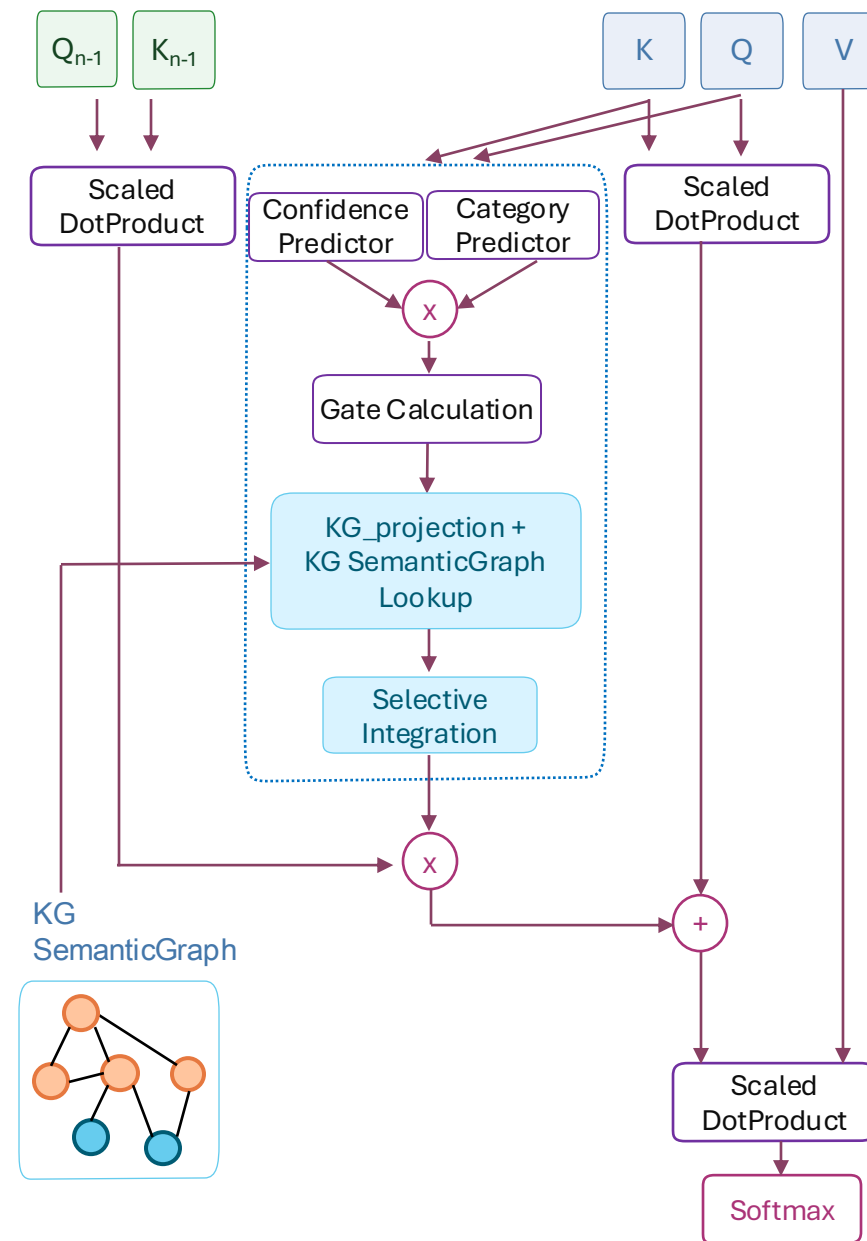 Qn-1
Kn-1
K
Q
V
Scaled
DotProduct
Confidence
Predictor
Category
Predictor
Scaled
DotProduct
x
Gate Calculation
KG_projection +
KG SemanticGraph
Lookup
Selective
Integration
x
KG
SemanticGraph
+
Scaled
DotProduct
Softmax